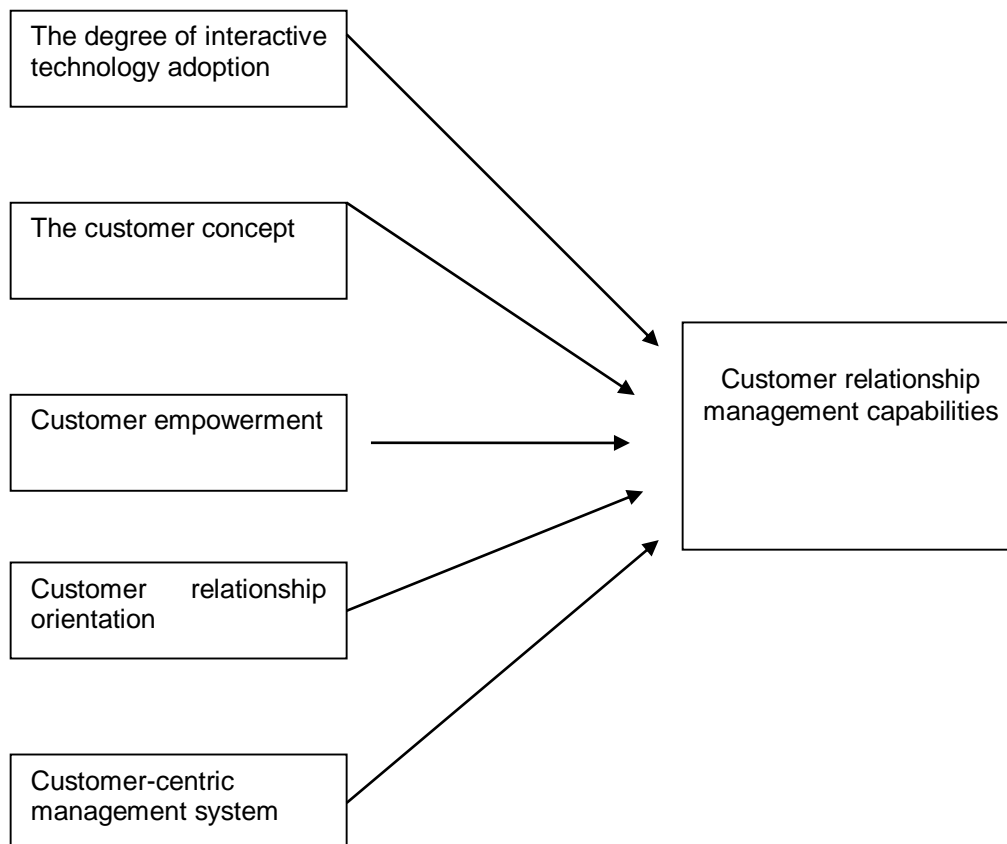 The degree of interactive
technology adoption
The customer concept
Customer empowerment
Customer relationship
orientation
Customer-centric
management system
Customer relationship
management capabilities